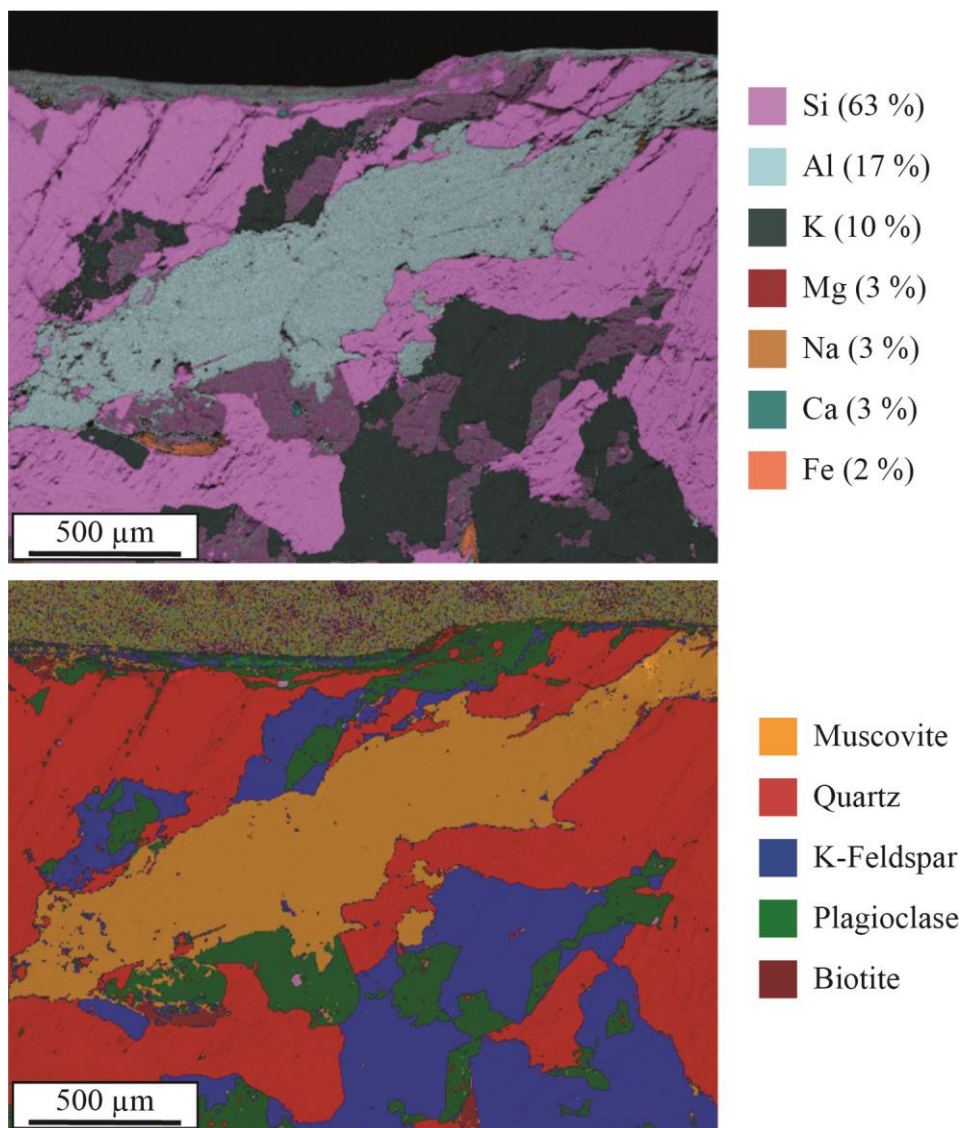 Si (63 %)
Al (17 %)
K (10 %)
Mg (3 %)
Na (3 %)
Ca (3 %)
Fe (2 %)
500 µm
Muscovite
Quartz
K-Feldspar
Plagioclase
Biotite
500 µm